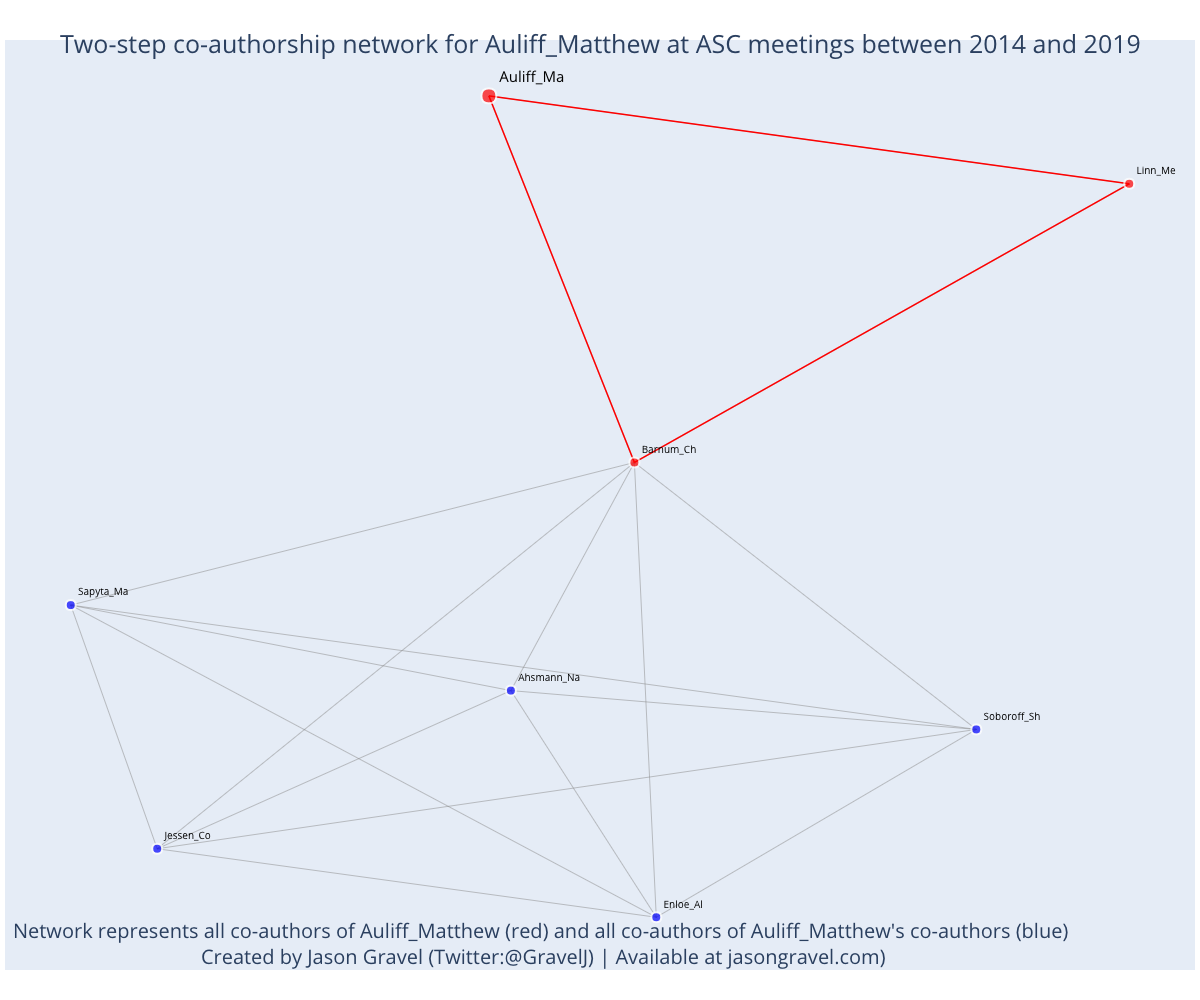 Two-step co-authorship network for Auliff_Matthew at ASC meetings between 2014 and 2019
Auliff_Ma
Linn_Me
Barnum_Ch
Sapyta_Ma
Ahsmann_Na
Soboroff_Sh
Jessen_Co
Enloe_Al
Network represents all co-authors of Auliff_Matthew (red) and all co-authors of Auliff_Matthew's co-authors (blue)
Created by Jason Gravel (Twitter:@GravelJ) | Available at jasongravel.com)